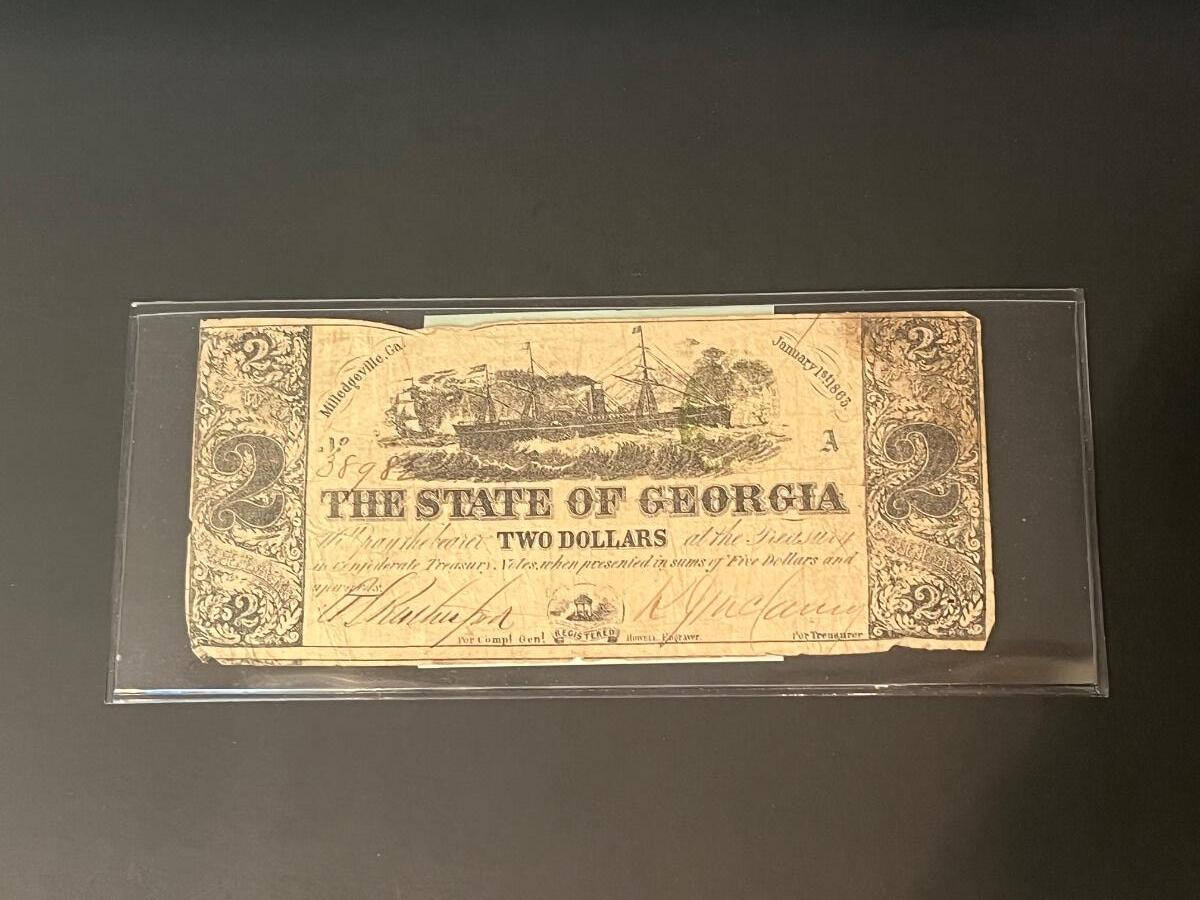 2
2
Milledgeville, Ga.
January 1st, 1865.
No
A
3898
2
2
THE STATE OF GEORGIA
Will pay the bearer TWO DOLLARS at the Treasury
in Confederate Treasury Notes, when presented in sums of Five Dollars and
upwards.
2
2
REGISTERED
For Compt Genl
Howell, Engraver.
For Treasurer